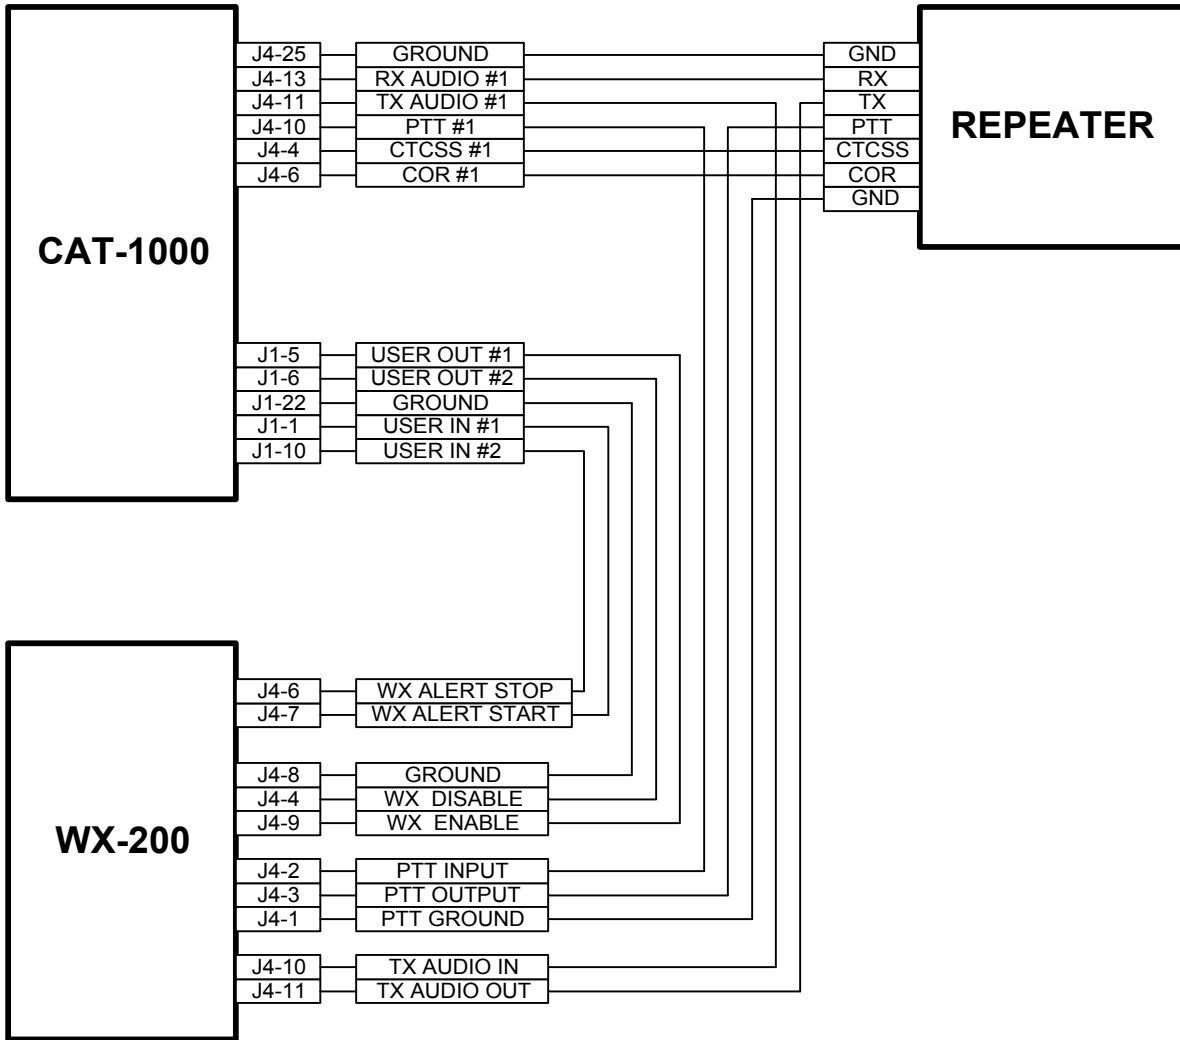 J4-25 GROUND GND
J4-13 RX AUDIO #1 RX
J4-11 TX AUDIO #1 TX
J4-10 PTT #1 PTT
J4-4 CTCSS #1 CTCSS
J4-6 COR #1 COR
GND
REPEATER
CAT-1000
J1-5 USER OUT #1
J1-6 USER OUT #2
J1-22 GROUND
J1-1 USER IN #1
J1-10 USER IN #2
J4-6 WX ALERT STOP
J4-7 WX ALERT START
J4-8 GROUND
J4-4 WX DISABLE
J4-9 WX ENABLE
WX-200
J4-2 PTT INPUT
J4-3 PTT OUTPUT
J4-1 PTT GROUND
J4-10 TX AUDIO IN
J4-11 TX AUDIO OUT